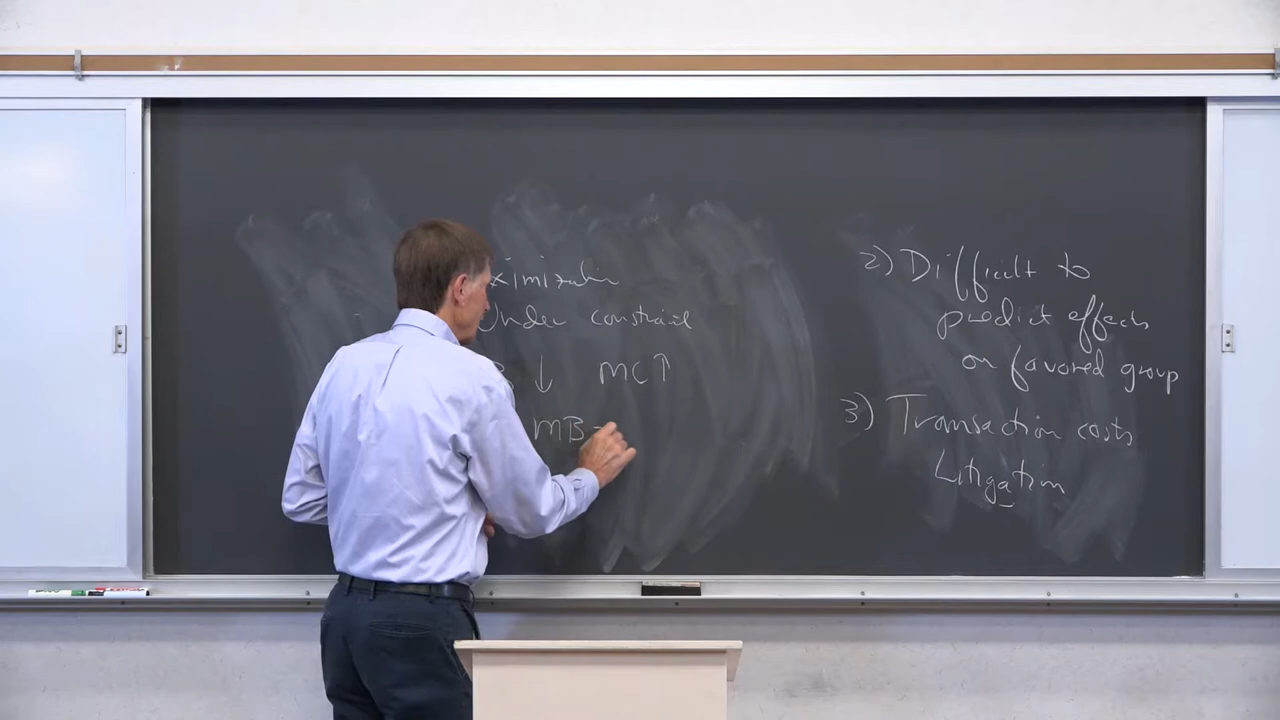 ximization
Under constraint
↓ MC↑
MB -
2) Difficult to
predict effects
on favored group
3) Transaction costs
Litigation